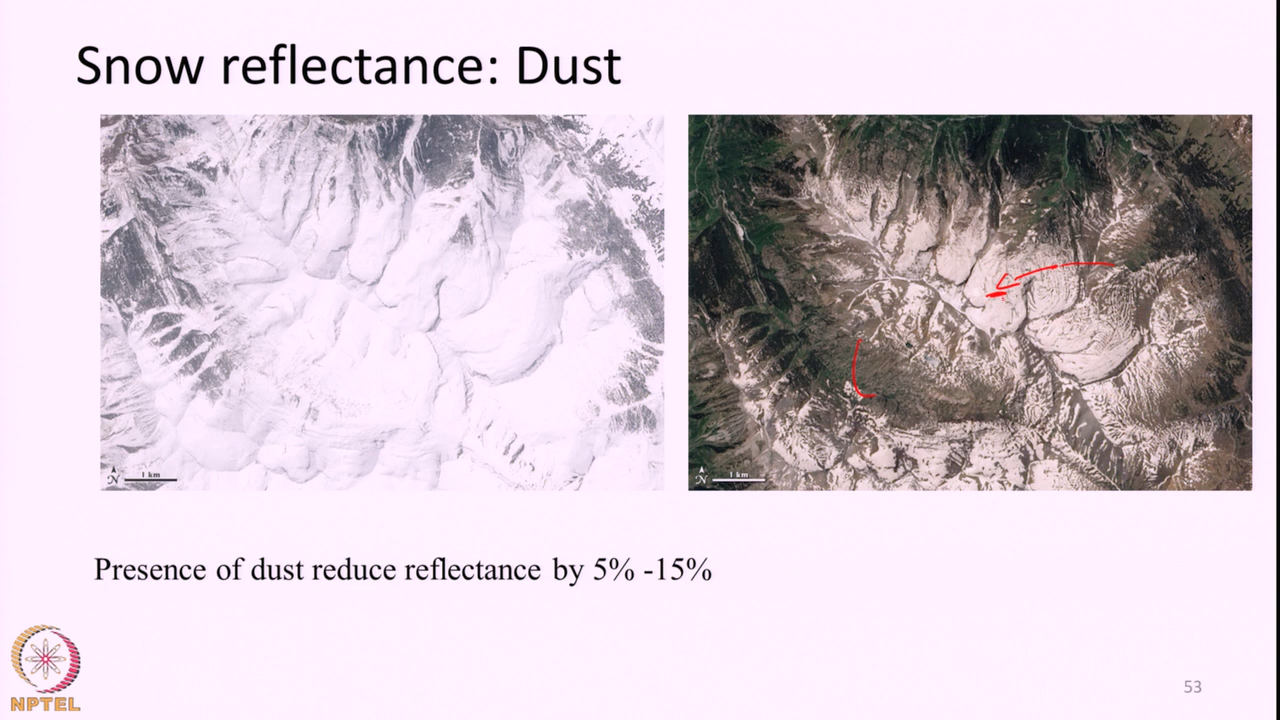 Snow reflectance: Dust
N
1 km
N
1 km
Presence of dust reduce reflectance by 5% -15%
NPTEL
53